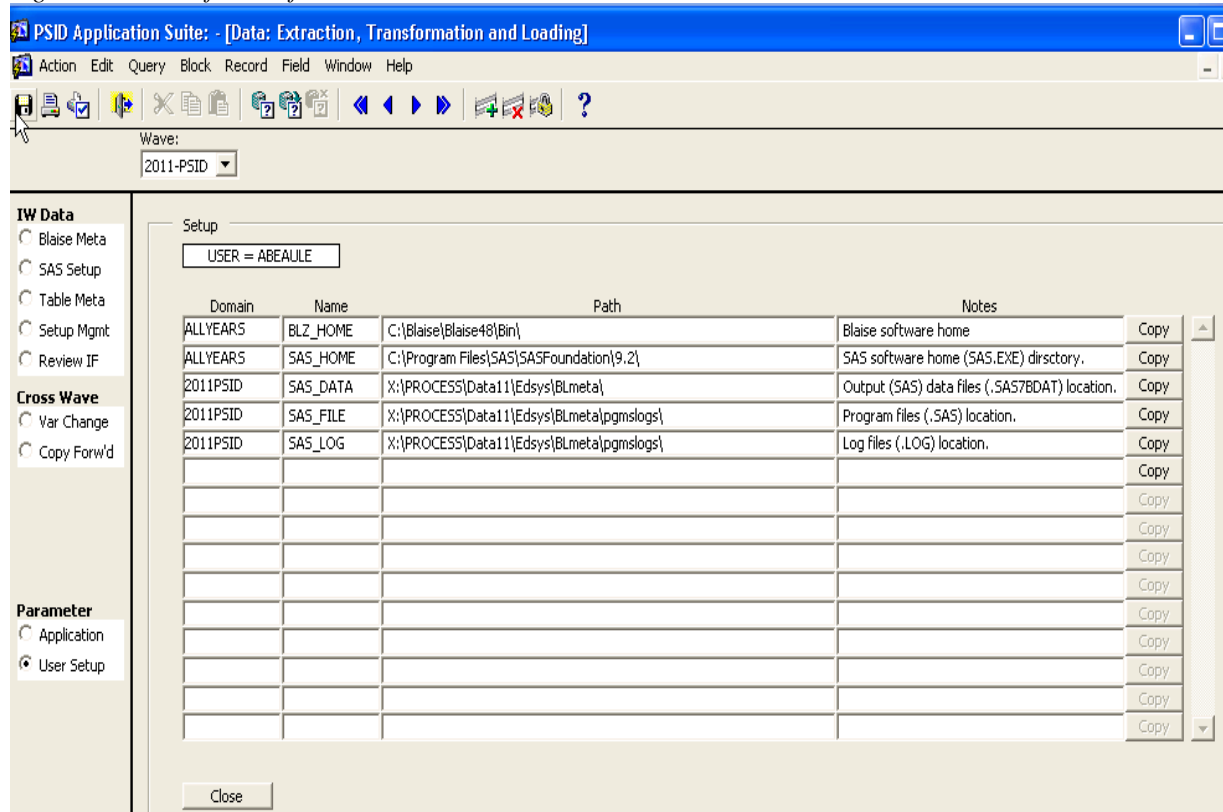 PSID Application Suite: - [Data: Extraction, Transformation and Loading]
Action Edit Query Block Record Field Window Help
Wave:
2011-PSID
IW Data
Blaise Meta
SAS Setup
Table Meta
Setup Mgmt
Review IF
Cross Wave
Var Change
Copy Forw'd
Parameter
Application
User Setup
Setup
USER = ABEAULE
Domain Name Path Notes
ALLYEARS BLZ_HOME C:\Blaise\Blaise48\Bin\ Blaise software home Copy
ALLYEARS SAS_HOME C:\Program Files\SAS\SASFoundation\9.2\ SAS software home (SAS.EXE) dirsctory. Copy
2011PSID SAS_DATA X:\PROCESS\Data11\Edsys\BLmeta\ Output (SAS) data files (.SAS7BDAT) location. Copy
2011PSID SAS_FILE X:\PROCESS\Data11\Edsys\BLmeta\pgmslogs\ Program files (.SAS) location. Copy
2011PSID SAS_LOG X:\PROCESS\Data11\Edsys\BLmeta\pgmslogs\ Log files (.LOG) location. Copy
Copy
Copy
Copy
Copy
Copy
Copy
Copy
Copy
Copy
Copy
Close